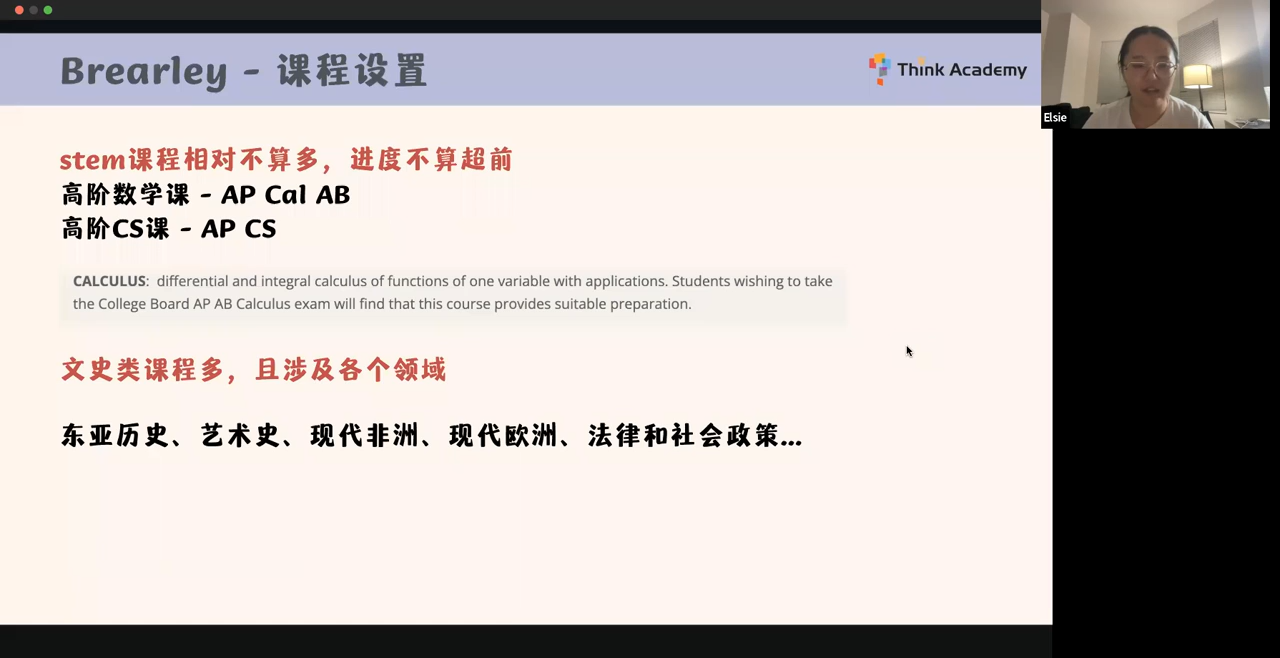 Brearley - 课程设置
Think Academy
Elsie
stem课程相对不算多，进度不算超前
高阶数学课 - AP Cal AB
高阶CS课 - AP CS
CALCULUS: differential and integral calculus of functions of one variable with applications. Students wishing to take
the College Board AP AB Calculus exam will find that this course provides suitable preparation.
文史类课程多，且涉及各个领域
东亚历史、艺术史、现代非洲、现代欧洲、法律和社会政策...